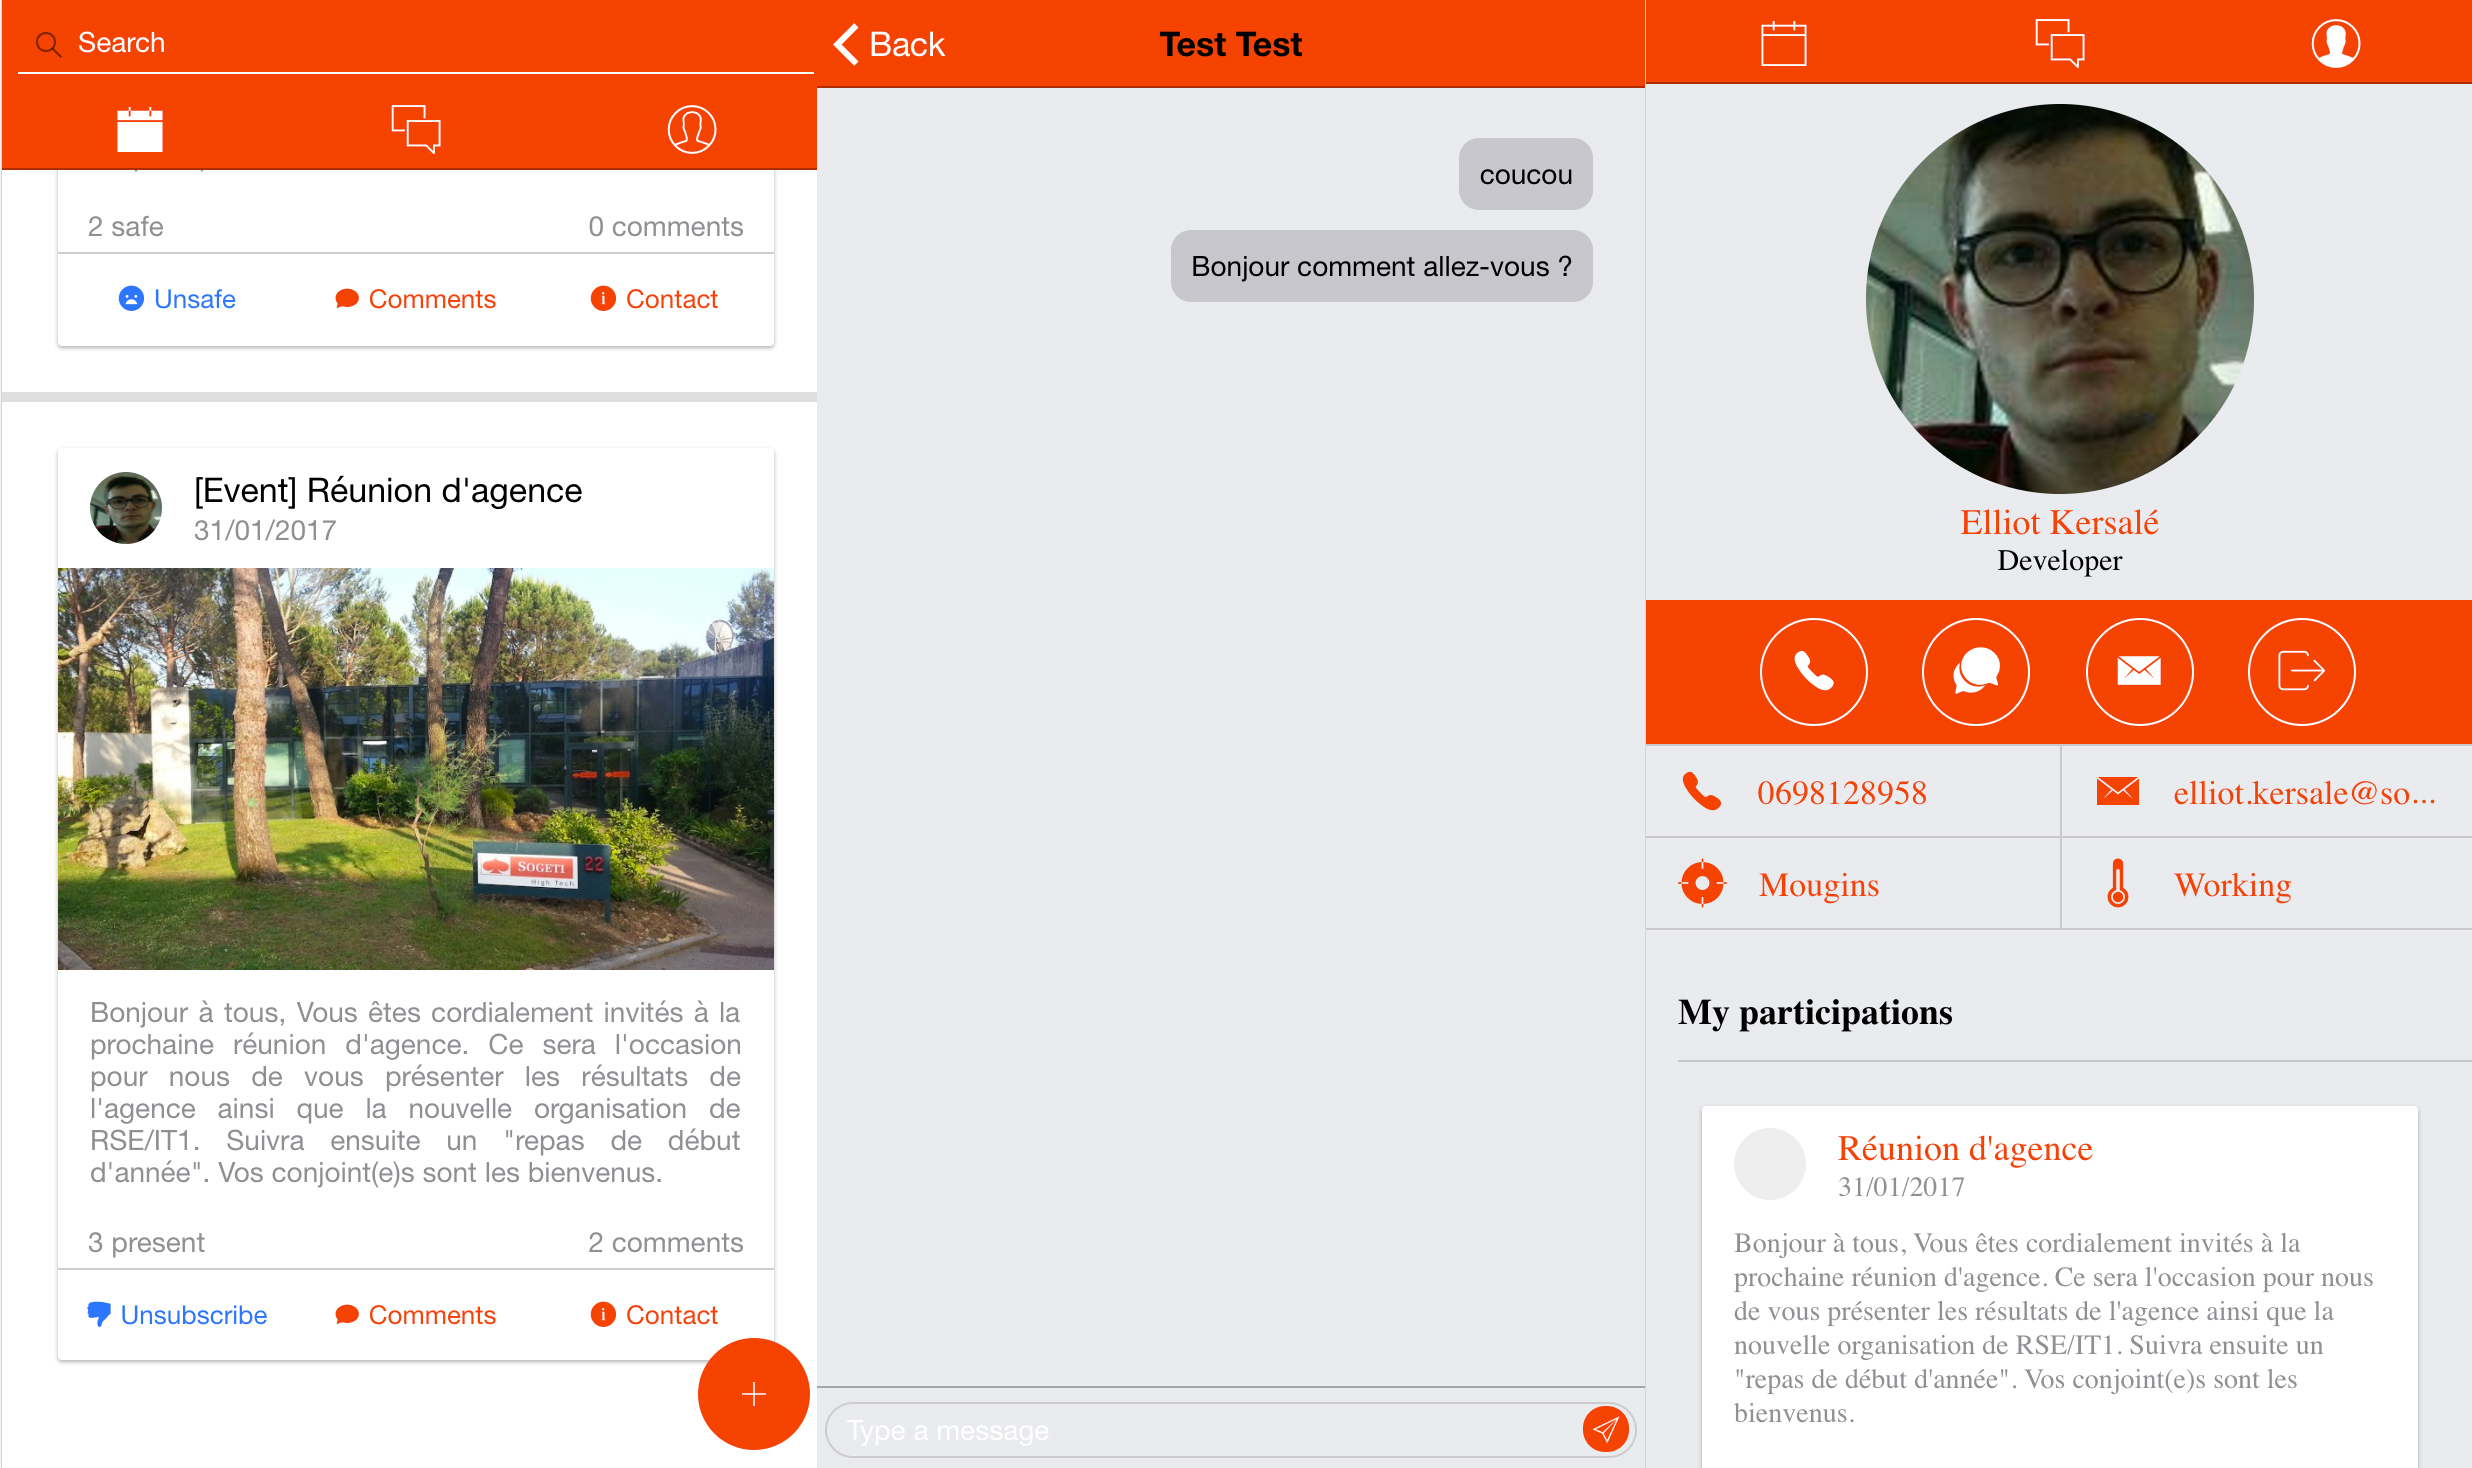 Search
2 safe
0 comments
Unsafe
Comments
Contact
[Event] Réunion d'agence
31/01/2017
SOGETI
High Tech
22
Bonjour à tous, Vous êtes cordialement invités à la
prochaine réunion d'agence. Ce sera l'occasion
pour nous de vous présenter les résultats de
l'agence ainsi que la nouvelle organisation de
RSE/IT1. Suivra ensuite un "repas de début
d'année". Vos conjoint(e)s sont les bienvenus.
3 present
2 comments
Unsubscribe
Comments
Contact
Back
Test Test
coucou
Bonjour comment allez-vous ?
Type a message
Elliot Kersalé
Developer
0698128958
elliot.kersale@so...
Mougins
Working
My participations
Réunion d'agence
31/01/2017
Bonjour à tous, Vous êtes cordialement invités à la
prochaine réunion d'agence. Ce sera l'occasion pour nous
de vous présenter les résultats de l'agence ainsi que la
nouvelle organisation de RSE/IT1. Suivra ensuite un
"repas de début d'année". Vos conjoint(e)s sont les
bienvenus.